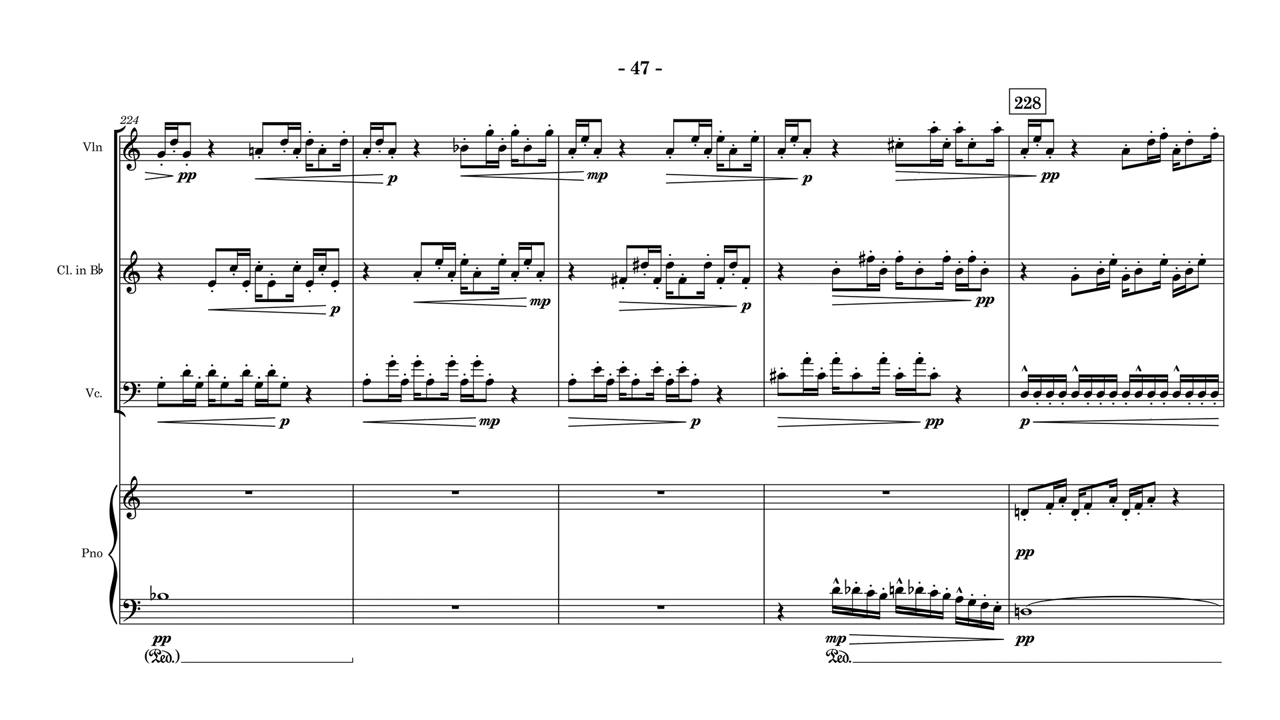 - 47 -
228
224
Vln
pp
p
mp
p
pp
Cl. in B♭
p
mp
p
pp
Vc.
p
mp
p
pp
p
Pno
pp
pp
mp
pp
(Ped.)
Ped.